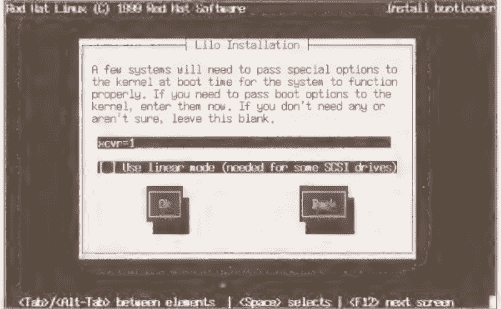 Red Hat Linux (C) 1999 Red Hat Software Install bootloader
Lilo Installation
A few systems will need to pass special options to
the kernel at boot time for the system to function
properly. If you need to pass boot options to the
kernel, enter them now. If you don't need any or
aren't sure, leave this blank.
xcvr=1
[ ] Use linear mode (needed for some SCSI drives)
Ok Back
<Tab>/<Alt-Tab> between elements | <Space> selects | <F12> next screen